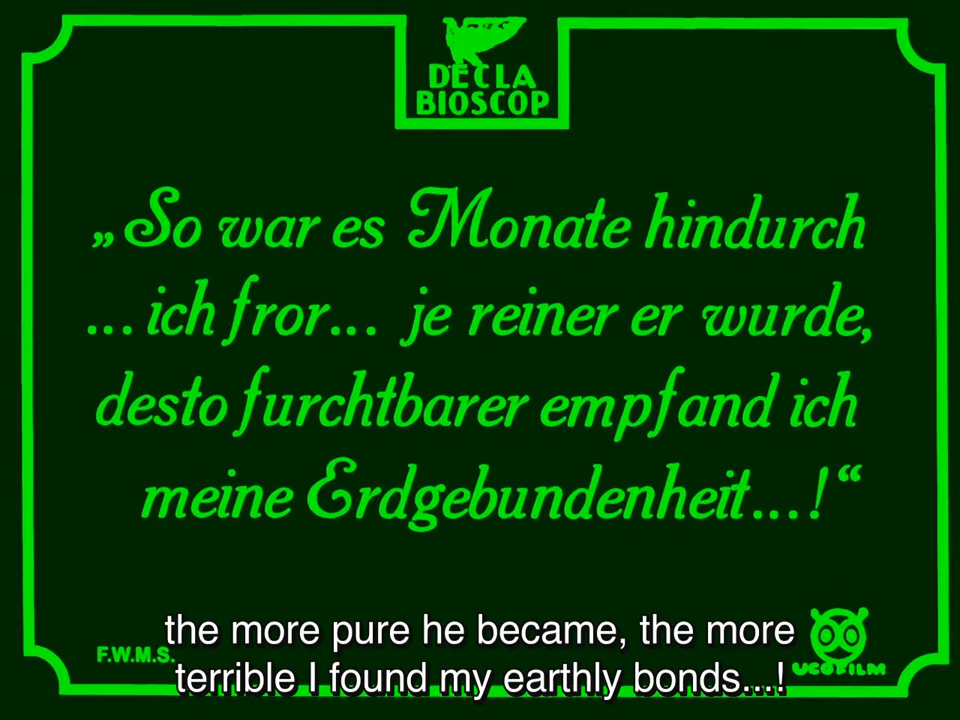 DECLA
BIOSCOP
„So war es Monate hindurch
... ich fror... je reiner er wurde,
desto furchtbarer empfand ich
meine Erdgebundenheit...!“
the more pure he became, the more
terrible I found my earthly bonds...!
F.W.M.S.
UCOFILM